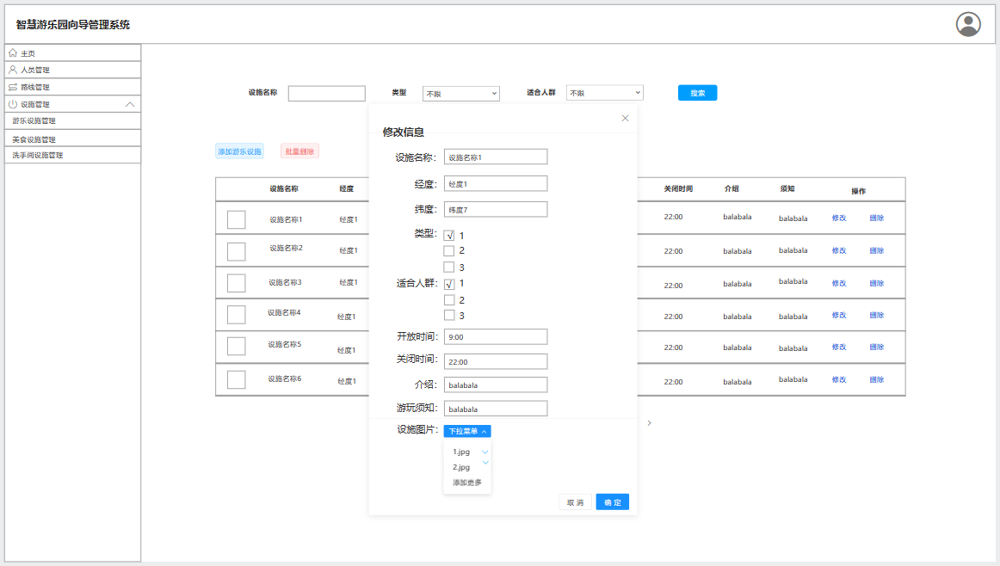 智慧游乐园向导管理系统
主页
人员管理
路线管理
设施管理
游乐设施管理
美食设施管理
洗手间设施管理
设施名称 类型 不限 适合人群 不限 搜索
添加游乐设施 批量删除
设施名称 经度 关闭时间 介绍 须知 操作
设施名称1 经度1 22:00 balabala balabala 修改 删除
设施名称2 经度1 22:00 balabala balabala 修改 删除
设施名称3 经度1 22:00 balabala balabala 修改 删除
设施名称4 经度1 22:00 balabala balabala 修改 删除
设施名称5 经度1 22:00 balabala balabala 修改 删除
设施名称6 经度1 22:00 balabala balabala 修改 删除
修改信息
设施名称: 设施名称1
经度: 经度1
纬度: 纬度7
类型: √ 1
2
3
适合人群: √ 1
2
3
开放时间: 9:00
关闭时间: 22:00
介绍: balabala
游玩须知: balabala
设施图片: 下拉菜单
1.jpg
2.jpg
添加更多
取 消 确 定